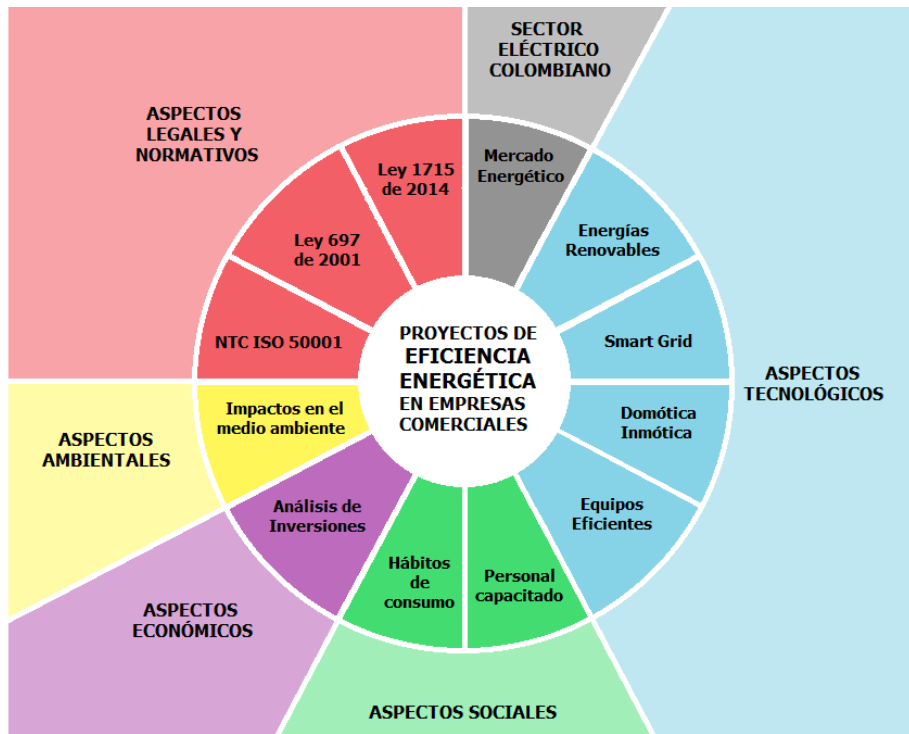 SECTOR
ELÉCTRICO
COLOMBIANO
ASPECTOS
LEGALES Y
NORMATIVOS
Ley 1715
de 2014
Mercado
Energético
Ley 697
de 2001
Energías
Renovables
NTC ISO 50001
Smart Grid
PROYECTOS DE
EFICIENCIA
ENERGÉTICA
EN EMPRESAS
COMERCIALES
ASPECTOS
TECNOLÓGICOS
Impactos en el
medio ambiente
Domótica
Inmótica
ASPECTOS
AMBIENTALES
Análisis de
Inversiones
Equipos
Eficientes
Hábitos
de
consumo
Personal
capacitado
ASPECTOS
ECONÓMICOS
ASPECTOS SOCIALES